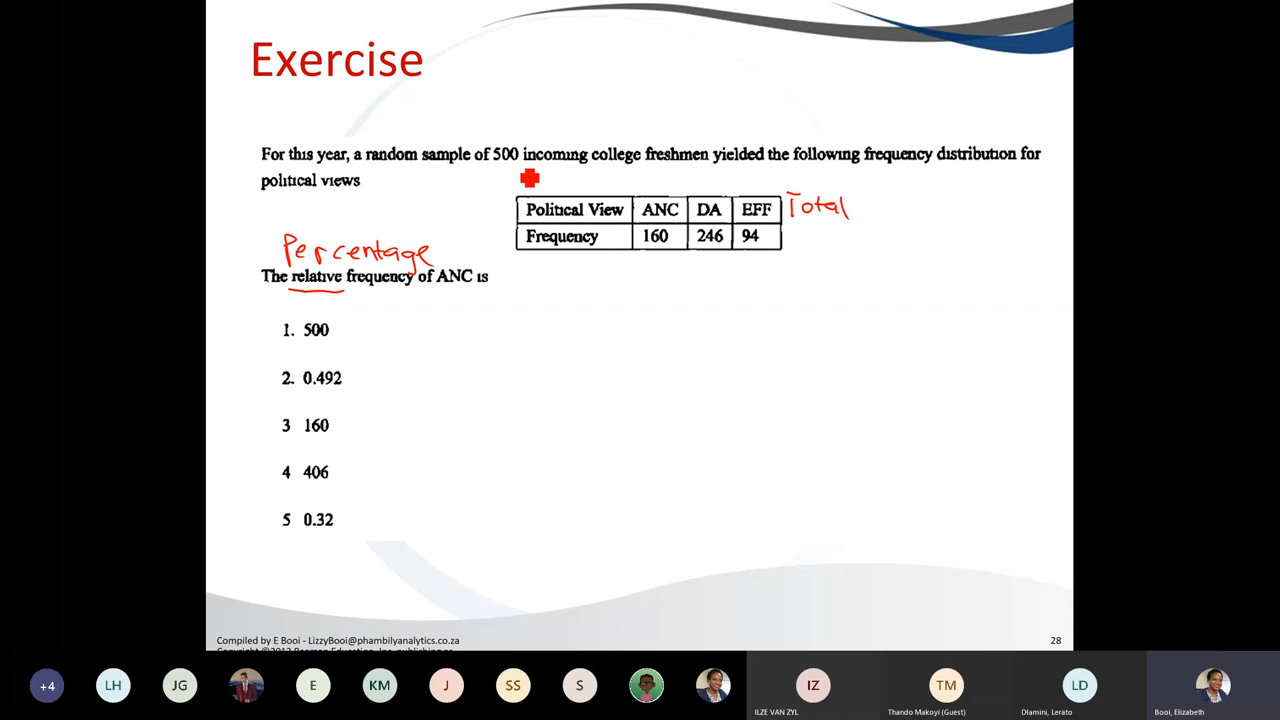 Exercise
For this year, a random sample of 500 incoming college freshmen yielded the following frequency distribution for
political views
Political View ANC DA EFF Total
Frequency 160 246 94
Percentage
The relative frequency of ANC is
1. 500
2. 0.492
3 160
4 406
5 0.32
Compiled by E Booi - LizzyBooi@phambilyanalytics.co.za
28
+4 LH JG E KM J SS S IZ TM LD
ILZE VAN ZYL Thando Makoyi (Guest) Dlamini, Lerato Booi, Elizabeth